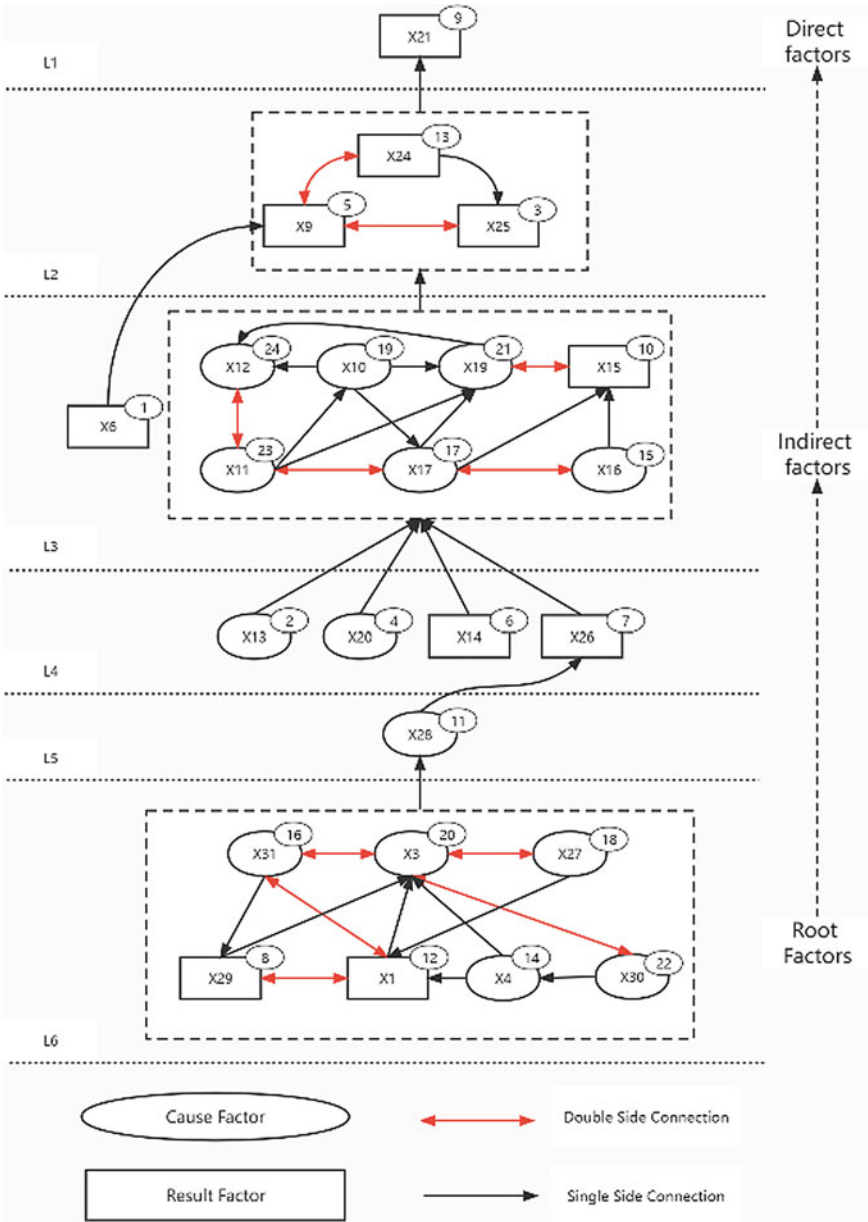 9
X21
Direct
factors
L1
13
X24
5
X9
3
X25
L2
24
X12
19
X10
21
X19
10
X15
1
X6
23
X11
17
X17
15
X16
Indirect
factors
L3
2
X13
4
X20
6
X14
7
X26
L4
11
X28
L5
16
X31
20
X3
18
X27
8
X29
12
X1
14
X4
22
X30
Root
Factors
L6
Cause Factor
Double Side Connection
Result Factor
Single Side Connection